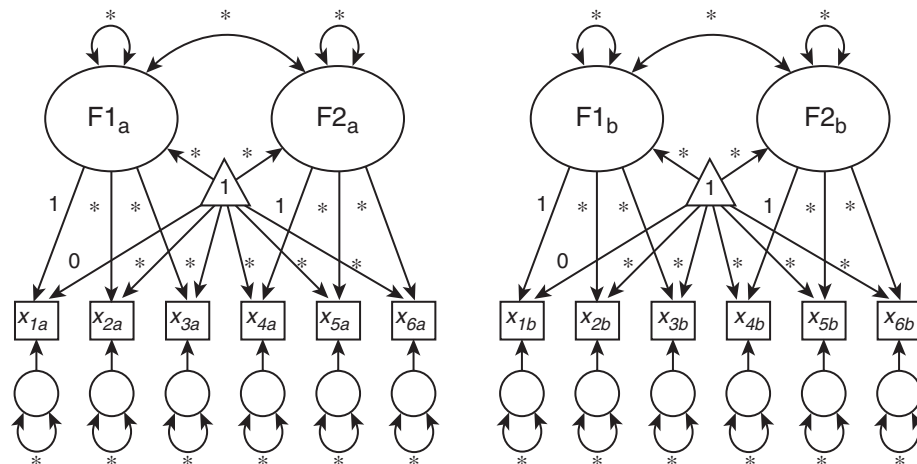 * * * * * *
F1a F2a F1b F2b
* * * *
1 1
1 * * 1 * * 1 * * 1 * *
0 * * * * * 0 * * * * *
x1a x2a x3a x4a x5a x6a x1b x2b x3b x4b x5b x6b
* * * * * * * * * * * *